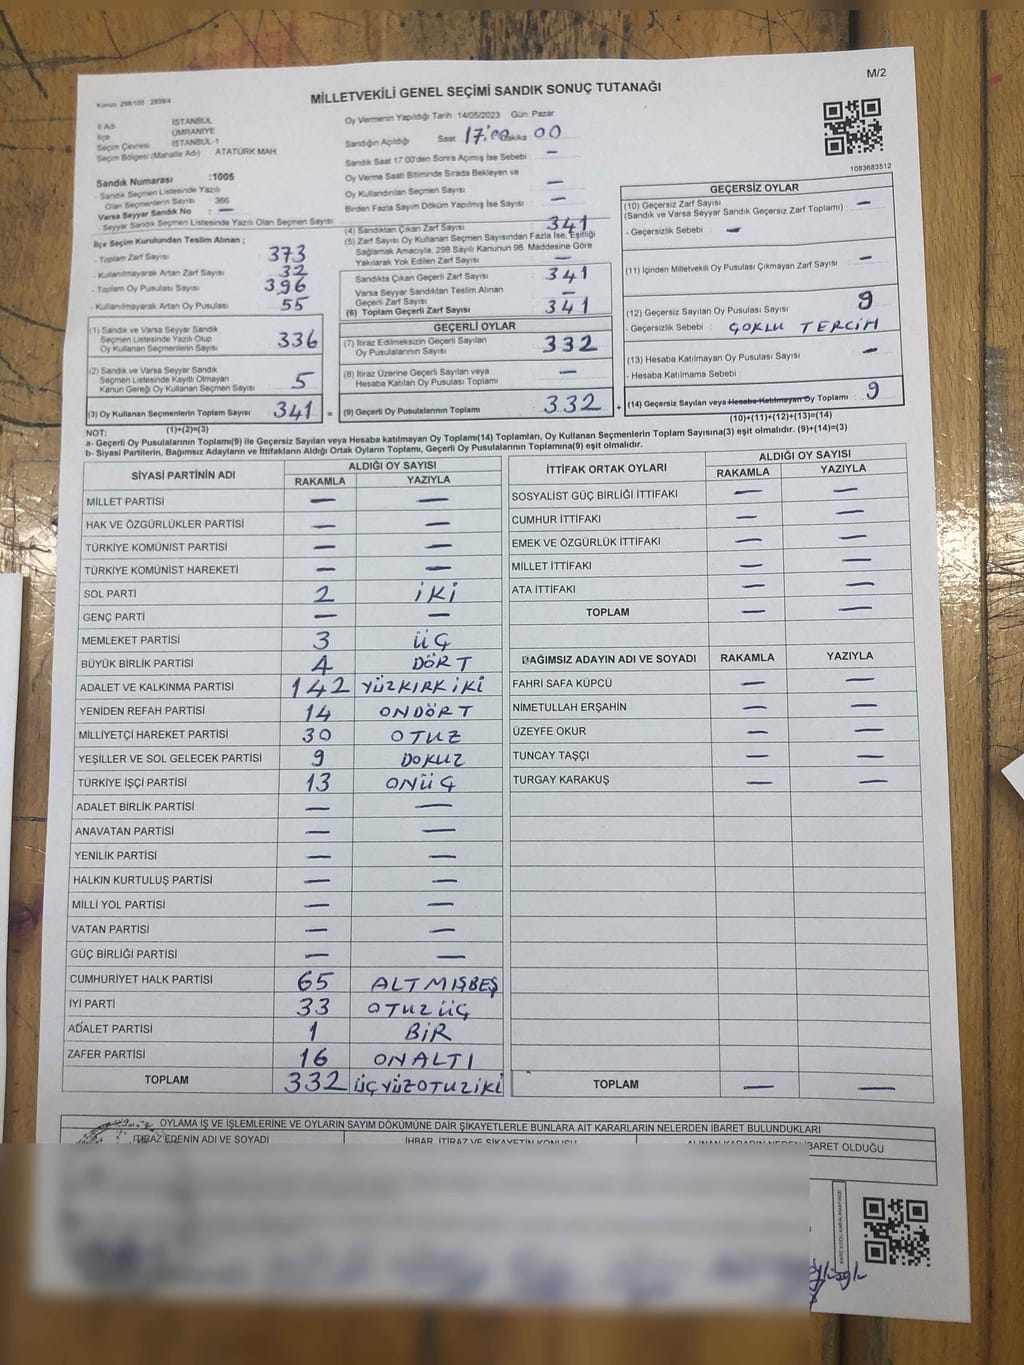 M/2
MİLLETVEKİLİ GENEL SEÇİMİ SANDIK SONUÇ TUTANAĞI
Kanun: 298/105 2839/4
İl Adı İSTANBUL
İlçe ÜMRANİYE
Seçim Çevresi İSTANBUL-1
Seçim Bölgesi (Mahalle Adı) ATATÜRK MAH
Sandık Numarası :1005
- Sandık Seçmen Listesinde Yazılı
Olan Seçmenlerin Sayısı : 366
Varsa Seyyar Sandık No : —
- Seyyar Sandık Seçmen Listesinde Yazılı Olan Seçmen Sayısı
İlçe Seçim Kurulundan Teslim Alınan ;
- Toplam Zarf Sayısı : 373
- Kullanılmayarak Artan Zarf Sayısı : 32
- Toplam Oy Pusulası Sayısı : 396
- Kullanılmayarak Artan Oy Pusulası : 55
(1) Sandık ve Varsa Seyyar Sandık
Seçmen Listesinde Yazılı Olup
Oy Kullanan Seçmenlerin Sayısı 336
(2) Sandık ve Varsa Seyyar Sandık
Seçmen Listesinde Kayıtlı Olmayan
Kanun Gereği Oy Kullanan Seçmen Sayısı 5
(3) Oy Kullanan Seçmenlerin Toplam Sayısı : 341 =
(1)+(2)=(3)
Oy Vermenin Yapıldığı Tarih :14/05/2023 Gün: Pazar
Sandığın Açıldığı Saat: 17:00 Dakika 00
Sandık Saat 17.00'den Sonra Açımış İse Sebebi : —
Oy Verme Saati Bitiminde Sırada Bekleyen ve
Oy Kullandırılan Seçmen Sayısı : —
Birden Fazla Sayım Döküm Yapılmış İse Sayısı : —
(4) Sandıktan Çıkan Zarf Sayısı : 341
(5) Zarf Sayısı Oy Kullanan Seçmen Sayısından Fazla İse, Eşitliği
Sağlamak Amacıyla, 298 Sayılı Kanunun 98. Maddesine Göre
Yakılarak Yok Edilen Zarf Sayısı : —
Sandıkta Çıkan Geçerli Zarf Sayısı : 341
Varsa Seyyar Sandıktan Teslim Alınan
Geçerli Zarf Sayısı : —
(6) Toplam Geçerli Zarf Sayısı : 341
GEÇERLİ OYLAR
(7) İtiraz Edilmeksizin Geçerli Sayılan
Oy Pusulalarının Sayısı : 332
(8) İtiraz Üzerine Geçerli Sayılan veya
Hesaba Katılan Oy Pusulası Toplamı : —
(9) Geçerli Oy Pusulalarının Toplamı : 332 +
1083683512
GEÇERSİZ OYLAR
(10) Geçersiz Zarf Sayısı : —
(Sandık ve Varsa Seyyar Sandık Geçersiz Zarf Toplamı)
- Geçersizlik Sebebi : —
(11) İçinden Milletvekili Oy Pusulası Çıkmayan Zarf Sayısı : —
(12) Geçersiz Sayılan Oy Pusulası Sayısı : 9
- Geçersizlik Sebebi : ÇOKLU TERCİH
(13) Hesaba Katılmayan Oy Pusulası Sayısı : —
- Hesaba Katılmama Sebebi :
(14) Geçersiz Sayılan veya Hesaba Katılmayan Oy Toplamı : 9
(10)+(11)+(12)+(13)=(14)
NOT:
a- Geçerli Oy Pusulalarının Toplamı(9) ile Geçersiz Sayılan veya Hesaba katılmayan Oy Toplamı(14) Toplamları, Oy Kullanan Seçmenlerin Toplam Sayısına(3) eşit olmalıdır. (9)+(14)=(3)
b- Siyasi Partilerin, Bağımsız Adayların ve İttifakların Aldığı Ortak Oyların Toplamı, Geçerli Oy Pusulalarının Toplamına(9) eşit olmalıdır.
SİYASİ PARTİNİN ADI ALDIĞI OY SAYISI
RAKAMLA YAZIYLA
MİLLET PARTİSİ — —
HAK VE ÖZGÜRLÜKLER PARTİSİ — —
TÜRKİYE KOMÜNİST PARTİSİ — —
TÜRKİYE KOMÜNİST HAREKETİ — —
SOL PARTİ 2 İKİ
GENÇ PARTİ — —
MEMLEKET PARTİSİ 3 ÜÇ
BÜYÜK BİRLİK PARTİSİ 4 DÖRT
ADALET VE KALKINMA PARTİSİ 142 YÜZKIRKİKİ
YENİDEN REFAH PARTİSİ 14 ONDÖRT
MİLLİYETÇİ HAREKET PARTİSİ 30 OTUZ
YEŞİLLER VE SOL GELECEK PARTİSİ 9 DOKUZ
TÜRKİYE İŞÇİ PARTİSİ 13 ONÜÇ
ADALET BİRLİK PARTİSİ — —
ANAVATAN PARTİSİ — —
YENİLİK PARTİSİ — —
HALKIN KURTULUŞ PARTİSİ — —
MİLLİ YOL PARTİSİ — —
VATAN PARTİSİ — —
GÜÇ BİRLİĞİ PARTİSİ — —
CUMHURİYET HALK PARTİSİ 65 ALTMIŞBEŞ
İYİ PARTİ 33 OTUZÜÇ
ADALET PARTİSİ 1 BİR
ZAFER PARTİSİ 16 ONALTI
TOPLAM 332 ÜÇYÜZOTUZİKİ
İTTİFAK ORTAK OYLARI ALDIĞI OY SAYISI
RAKAMLA YAZIYLA
SOSYALİST GÜÇ BİRLİĞİ İTTİFAKI — —
CUMHUR İTTİFAKI — —
EMEK VE ÖZGÜRLÜK İTTİFAKI — —
MİLLET İTTİFAKI — —
ATA İTTİFAKI — —
TOPLAM — —
BAĞIMSIZ ADAYIN ADI VE SOYADI RAKAMLA YAZIYLA
FAHRİ SAFA KÜPCÜ — —
NİMETULLAH ERŞAHİN — —
ÜZEYFE OKUR — —
TUNCAY TAŞÇI — —
TURGAY KARAKUŞ — —
TOPLAM — —
OYLAMA İŞ VE İŞLEMLERİNE VE OYLARIN SAYIM DÖKÜMÜNE DAİR ŞİKAYETLERLE BUNLARA AİT KARARLARIN NELERDEN İBARET BULUNDUKLARI
İTİRAZ EDENİN ADI VE SOYADI İHBAR, İTİRAZ VE ŞİKAYETİN KONUSU ALINAN KARARIN NEDEN İBARET OLDUĞU